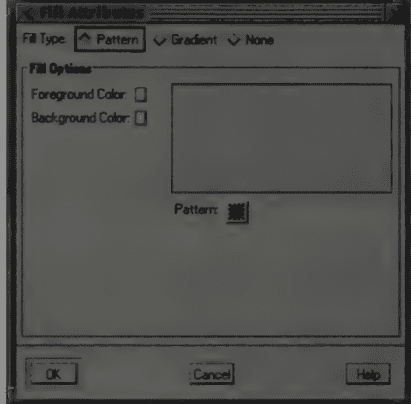 Fill Attributes
Fill Type: Pattern Gradient None
Fill Options
Foreground Color:
Background Color:
Pattern:
OK Cancel Help